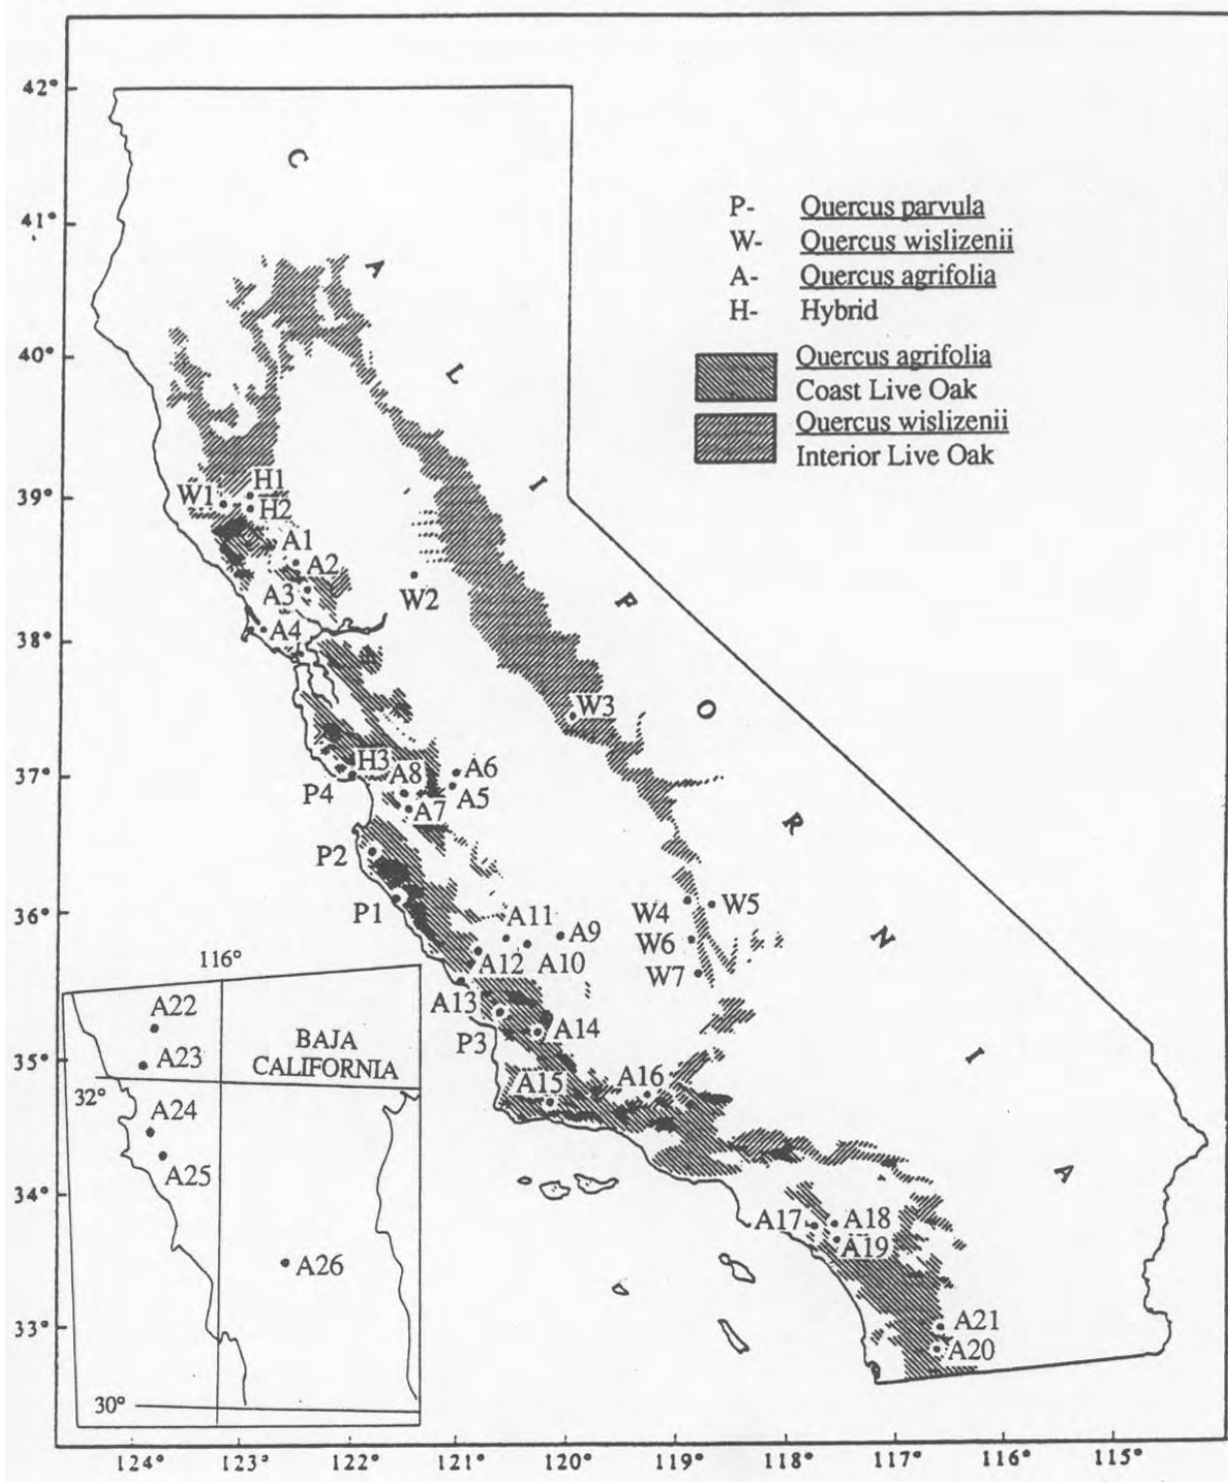 42°
41°
40°
39°
38°
37°
36°
35°
34°
33°
C
A
L
I
F
O
R
N
I
A
P- Quercus parvula
W- Quercus wislizenii
A- Quercus agrifolia
H- Hybrid
Quercus agrifolia
Coast Live Oak
Quercus wislizenii
Interior Live Oak
W1
H1
H2
A1
A2
A3
A4
W2
W3
H3
P4
A8
A6
A5
A7
P2
P1
A11
A9
A12
A10
A13
P3
A14
A15
A16
W4
W5
W6
W7
A17
A18
A19
A21
A20
116°
A22
A23
BAJA
CALIFORNIA
32°
A24
A25
A26
30°
124° 123° 122° 121° 120° 119° 118° 117° 116° 115°